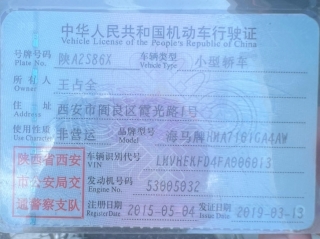 中华人民共和国机动车行驶证
Vehicle License of the People's Republic of China
号牌号码 陕AZS86X 车辆类型 小型轿车
Plate No. Vehicle Type
所有人 王占全
Owner
住址 西安市阎良区霞光路1号
Address
使用性质 非营运 品牌型号 海马牌HMA7161GA4AW
Use Character Model
陕西省西安 车辆识别代号 LMVHFKFD4FA000013
VIN
市公安局交 发动机号码 53005032
Engine No.
通警察支队 注册日期 2015-05-04 发证日期 2019-03-13
Register Date Issue Date